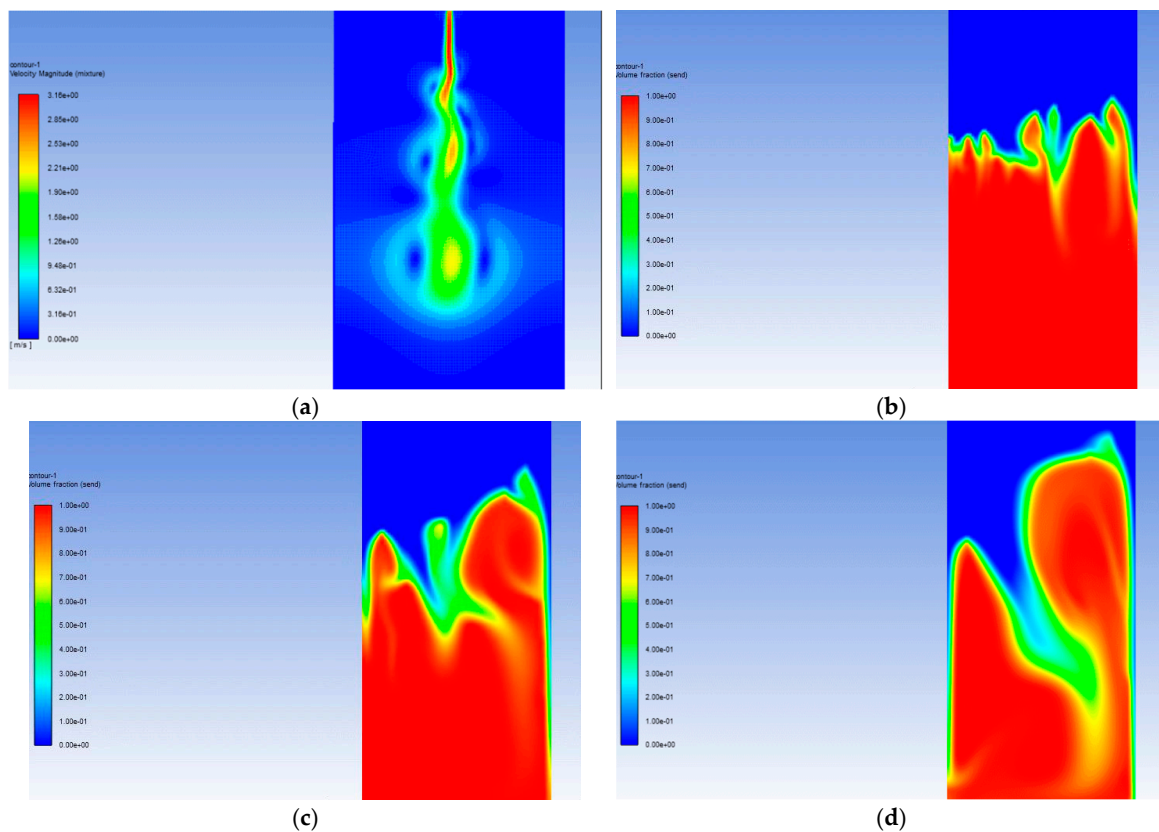 contour-1
Velocity Magnitude (mixture)
3.16e+00
2.85e+00
2.53e+00
2.21e+00
1.90e+00
1.58e+00
1.26e+00
9.48e-01
6.32e-01
3.16e-01
0.00e+00
[ m/s ]
(a)
contour-1
Volume fraction (send)
1.00e+00
9.00e-01
8.00e-01
7.00e-01
6.00e-01
5.00e-01
4.00e-01
3.00e-01
2.00e-01
1.00e-01
0.00e+00
(b)
contour-1
Volume fraction (send)
1.00e+00
9.00e-01
8.00e-01
7.00e-01
6.00e-01
5.00e-01
4.00e-01
3.00e-01
2.00e-01
1.00e-01
0.00e+00
(c)
contour-1
Volume fraction (send)
1.00e+00
9.00e-01
8.00e-01
7.00e-01
6.00e-01
5.00e-01
4.00e-01
3.00e-01
2.00e-01
1.00e-01
0.00e+00
(d)